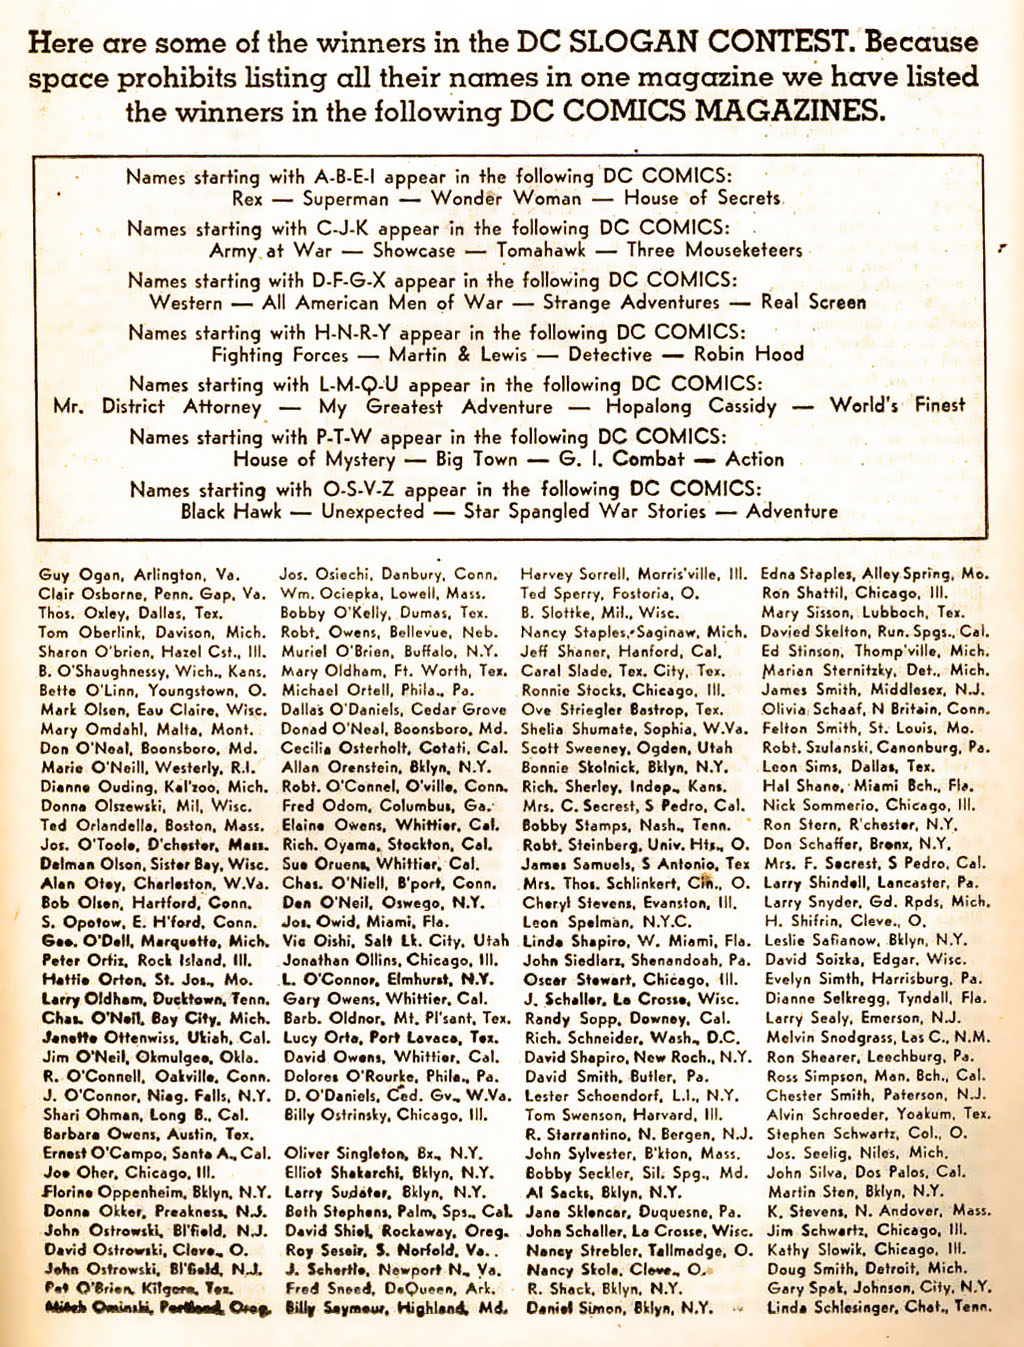 Here are some of the winners in the DC SLOGAN CONTEST. Because
space prohibits listing all their names in one magazine we have listed
the winners in the following DC COMICS MAGAZINES.
Names starting with A-B-E-I appear in the following DC COMICS:
Rex — Superman — Wonder Woman — House of Secrets
Names starting with C-J-K appear in the following DC COMICS:
Army at War — Showcase — Tomahawk — Three Mouseketeers
Names starting with D-F-G-X appear in the following DC COMICS:
Western — All American Men of War — Strange Adventures — Real Screen
Names starting with H-N-R-Y appear in the following DC COMICS:
Fighting Forces — Martin & Lewis — Detective — Robin Hood
Names starting with L-M-Q-U appear in the following DC COMICS:
Mr. District Attorney — My Greatest Adventure — Hopalong Cassidy — World's Finest
Names starting with P-T-W appear in the following DC COMICS:
House of Mystery — Big Town — G. I. Combat — Action
Names starting with O-S-V-Z appear in the following DC COMICS:
Black Hawk — Unexpected — Star Spangled War Stories — Adventure
Guy Ogan, Arlington, Va.
Clair Osborne, Penn. Gap, Va.
Thos. Oxley, Dallas, Tex.
Tom Oberlink, Davison, Mich.
Sharon O'brien, Hazel Cst., Ill.
B. O'Shaughnessy, Wich., Kans.
Bette O'Linn, Youngstown, O.
Mark Olsen, Eau Claire, Wisc.
Mary Omdahl, Malta, Mont.
Don O'Neal, Boonsboro, Md.
Marie O'Neill, Westerly, R.I.
Dianne Ouding, Kal'zoo, Mich.
Donna Olszewski, Mil, Wisc.
Ted Orlandella, Boston, Mass.
Jos. O'Toole, D'chester, Mass.
Delman Olson, Sister Bay, Wisc.
Alan Otey, Charleston, W.Va.
Bob Olsen, Hartford, Conn.
S. Opotow, E. H'ford, Conn.
Geo. O'Dell, Marquette, Mich.
Peter Ortiz, Rock Island, Ill.
Hattie Orton, St. Jos., Mo.
Larry Oldham, Ducktown, Tenn.
Chas. O'Neil, Bay City, Mich.
Janette Ottenwiss, Ukiah, Cal.
Jim O'Neil, Okmulgee, Okla.
R. O'Connell, Oakville, Conn.
J. O'Connor, Niag. Falls, N.Y.
Shari Ohman, Long B., Cal.
Barbara Owens, Austin, Tex.
Ernest O'Campo, Santa A., Cal.
Joe Oher, Chicago, Ill.
Florine Oppenheim, Bklyn, N.Y.
Donna Okker, Preakness, N.J.
John Ostrowski, Bl'field, N.J.
David Ostrowski, Cleve., O.
John Ostrowski, Bl'field, N.J.
Pat O'Brien, Kilgore, Tex.
Mitch Ominski, Portland, Oreg.
Jos. Osiechi, Danbury, Conn.
Wm. Ociepka, Lowell, Mass.
Bobby O'Kelly, Dumas, Tex.
Robt. Owens, Bellevue, Neb.
Muriel O'Brien, Buffalo, N.Y.
Mary Oldham, Ft. Worth, Tex.
Michael Ortell, Phila., Pa.
Dallas O'Daniels, Cedar Grove
Donad O'Neal, Boonsboro, Md.
Cecilia Osterholt, Cotati, Cal.
Allan Orenstein, Bklyn, N.Y.
Robt. O'Connel, O'ville, Conn.
Fred Odom, Columbus, Ga.
Elaine Owens, Whittier, Cal.
Rich. Oyama, Stockton, Cal.
Sue Oruens, Whittier, Cal.
Chas. O'Niell, B'port, Conn.
Den O'Neil, Oswego, N.Y.
Jos. Owid, Miami, Fla.
Vic Oishi, Salt Lk. City, Utah
Jonathan Ollins, Chicago, Ill.
L. O'Connor, Elmhurst, N.Y.
Gary Owens, Whittier, Cal.
Barb. Oldnor, Mt. Pl'sant, Tex.
Lucy Orta, Port Lavaca, Tex.
David Owens, Whittier, Cal.
Dolores O'Rourke, Phila., Pa.
D. O'Daniels, Ced. Gv., W.Va.
Billy Ostrinsky, Chicago, Ill.
Oliver Singleton, Bx., N.Y.
Elliot Shakarchi, Bklyn, N.Y.
Larry Sudater, Bklyn, N.Y.
Beth Stephens, Palm, Sps., Cal.
David Shiel, Rockaway, Oreg.
Roy Seseir, S. Norfold, Va.
J. Schertle, Newport N., Va.
Fred Sneed, DeQueen, Ark.
Billy Seymour, Highland, Md.
Harvey Sorrell, Morris'ville, Ill.
Ted Sperry, Fostoria, O.
B. Slottke, Mil., Wisc.
Nancy Staples, Saginaw, Mich.
Jeff Shaner, Hanford, Cal.
Caral Slade, Tex. City, Tex.
Ronnie Stocks, Chicago, Ill.
Ove Striegler Bastrop, Tex.
Shelia Shumate, Sophia, W.Va.
Scott Sweeney, Ogden, Utah
Bonnie Skolnick, Bklyn, N.Y.
Rich. Sherley, Indep., Kans.
Mrs. C. Secrest, S Pedro, Cal.
Bobby Stamps, Nash., Tenn.
Robt. Steinberg, Univ. Hts., O.
James Samuels, S Antonio, Tex
Mrs. Thos. Schlinkert, Cin., O.
Cheryl Stevens, Evanston, Ill.
Leon Spelman, N.Y.C.
Linda Shapiro, W. Miami, Fla.
John Siedlarz, Shenandoah, Pa.
Oscar Stewart, Chicago, Ill.
J. Schaller, La Crosse, Wisc.
Randy Sopp, Downey, Cal.
Rich. Schneider, Wash., D.C.
David Shapiro, New Roch., N.Y.
David Smith, Butler, Pa.
Lester Schoendorf, L.I., N.Y.
Tom Swenson, Harvard, Ill.
R. Starrantino, N. Bergen, N.J.
John Sylvester, B'kton, Mass.
Bobby Seckler, Sil. Spg., Md.
Al Sacks, Bklyn, N.Y.
Jane Sklencar, Duquesne, Pa.
John Schaller, La Crosse, Wisc.
Nancy Strebler, Tallmadge, O.
Nancy Skole, Cleve., O.
R. Shack, Bklyn, N.Y.
Daniel Simon, Bklyn, N.Y.
Edna Staples, Alley Spring, Mo.
Ron Shattil, Chicago, Ill.
Mary Sisson, Lubboch, Tex.
Davied Skelton, Run. Spgs., Cal.
Ed Stinson, Thomp'ville, Mich.
Marian Sternitzky, Det., Mich.
James Smith, Middlesex, N.J.
Olivia Schaaf, N Britain, Conn.
Felton Smith, St. Louis, Mo.
Robt. Szulanski, Canonburg, Pa.
Leon Sims, Dallas, Tex.
Hal Shane, Miami Bch., Fla.
Nick Sommerio, Chicago, Ill.
Ron Stern, R'chester, N.Y.
Don Schaffer, Bronx, N.Y.
Mrs. F. Secrest, S Pedro, Cal.
Larry Shindell, Lancaster, Pa.
Larry Snyder, Gd. Rpds, Mich.
H. Shifrin, Cleve., O.
Leslie Safianow, Bklyn, N.Y.
David Soizka, Edgar, Wisc.
Evelyn Simth, Harrisburg, Pa.
Dianne Selkregg, Tyndall, Fla.
Larry Sealy, Emerson, N.J.
Melvin Snodgrass, Las C., N.M.
Ron Shearer, Leechburg, Pa.
Ross Simpson, Man. Bch., Cal.
Chester Smith, Paterson, N.J.
Alvin Schroeder, Yoakum, Tex.
Stephen Schwartz, Col., O.
Jos. Seelig, Niles, Mich.
John Silva, Dos Palos, Cal.
Martin Sten, Bklyn, N.Y.
K. Stevens, N. Andover, Mass.
Jim Schwartz, Chicago, Ill.
Kathy Slowik, Chicago, Ill.
Doug Smith, Detroit, Mich.
Gary Spak, Johnson, City, N.Y.
Linda Schlesinger, Chat., Tenn.